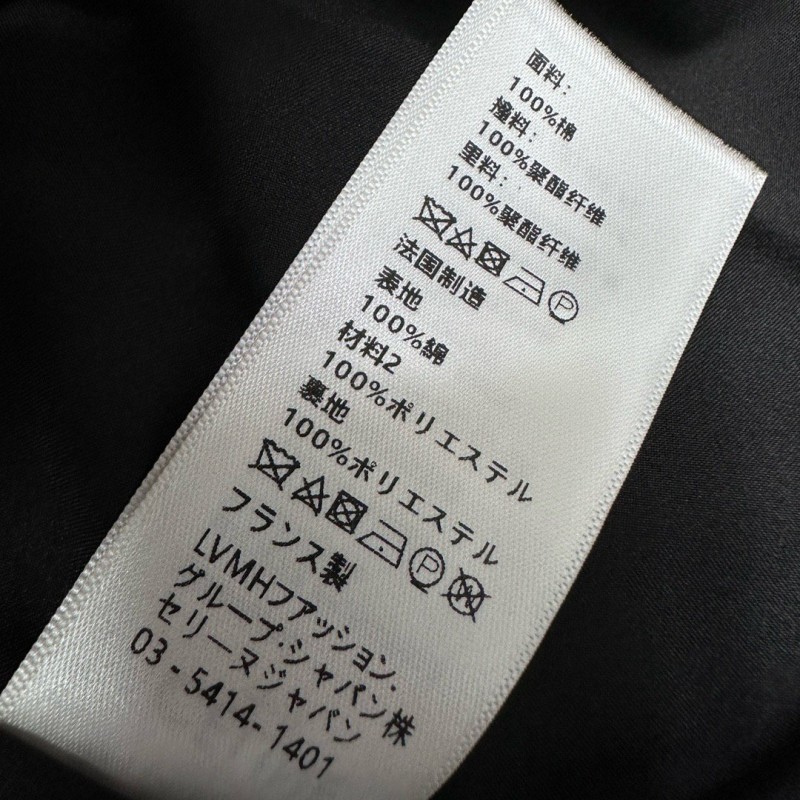 面料:
100%棉
撞料:
100%聚酯纤维
里料:
100%聚酯纤维
P
法国制造
表地
100%綿
材料2
100%ポリエステル
裏地
100%ポリエステル
P W
フランス製
LVMHファッション.
グループ・シャパン株
セリーヌジャパン
03 - 5414- 1401